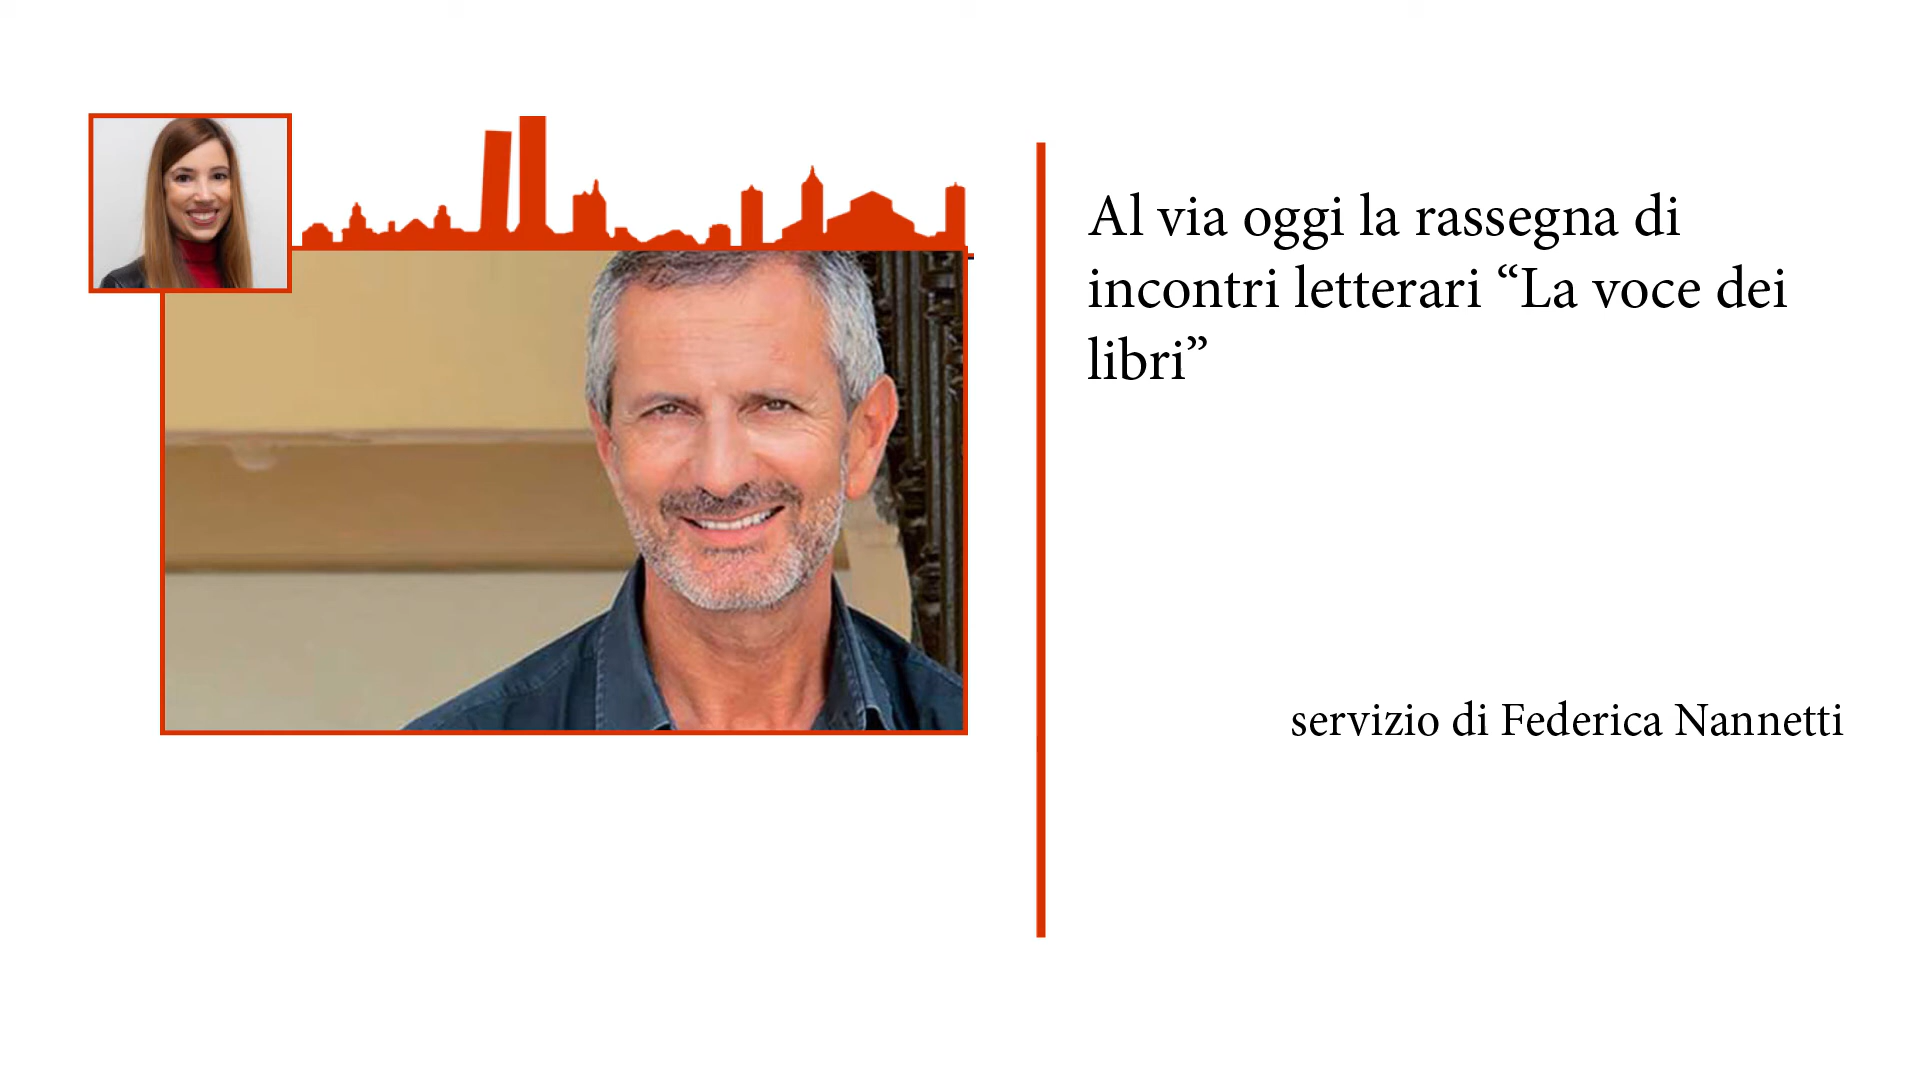 Al via oggi la rassegna di
incontri letterari “La voce dei
libri”
servizio di Federica Nannetti